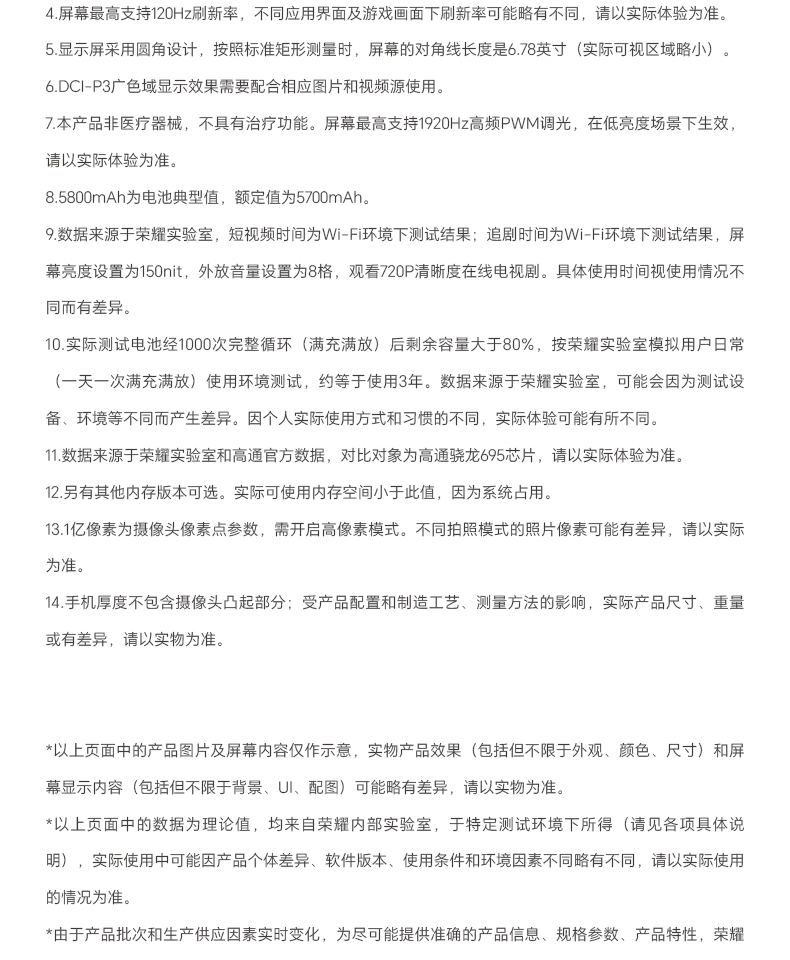 4.屏幕最高支持120Hz刷新率，不同应用界面及游戏画面下刷新率可能略有不同，请以实际体验为准。
5.显示屏采用圆角设计，按照标准矩形测量时，屏幕的对角线长度是6.78英寸（实际可视区域略小）。
6.DCI-P3广色域显示效果需要配合相应图片和视频源使用。
7.本产品非医疗器械，不具有治疗功能。屏幕最高支持1920Hz高频PWM调光，在低亮度场景下生效，
请以实际体验为准。
8.5800mAh为电池典型值，额定值为5700mAh。
9.数据来源于荣耀实验室，短视频时间为Wi-Fi环境下测试结果；追剧时间为Wi-Fi环境下测试结果，屏
幕亮度设置为150nit，外放音量设置为8格，观看720P清晰度在线电视剧。具体使用时间视使用情况不
同而有差异。
10.实际测试电池经1000次完整循环（满充满放）后剩余容量大于80%，按荣耀实验室模拟用户日常
（一天一次满充满放）使用环境测试，约等于使用3年。数据来源于荣耀实验室，可能会因为测试设
备、环境等不同而产生差异。因个人实际使用方式和习惯的不同，实际体验可能有所不同。
11.数据来源于荣耀实验室和高通官方数据，对比对象为高通骁龙695芯片，请以实际体验为准。
12.另有其他内存版本可选。实际可使用内存空间小于此值，因为系统占用。
13.1亿像素为摄像头像素点参数，需开启高像素模式。不同拍照模式的照片像素可能有差异，请以实际
为准。
14.手机厚度不包含摄像头凸起部分；受产品配置和制造工艺、测量方法的影响，实际产品尺寸、重量
或有差异，请以实物为准。
*以上页面中的产品图片及屏幕内容仅作示意，实物产品效果（包括但不限于外观、颜色、尺寸）和屏
幕显示内容（包括但不限于背景、UI、配图）可能略有差异，请以实物为准。
*以上页面中的数据为理论值，均来自荣耀内部实验室，于特定测试环境下所得（请见各项具体说
明），实际使用中可能因产品个体差异、软件版本、使用条件和环境因素不同略有不同，请以实际使用
的情况为准。
*由于产品批次和生产供应因素实时变化，为尽可能提供准确的产品信息、规格参数、产品特性，荣耀